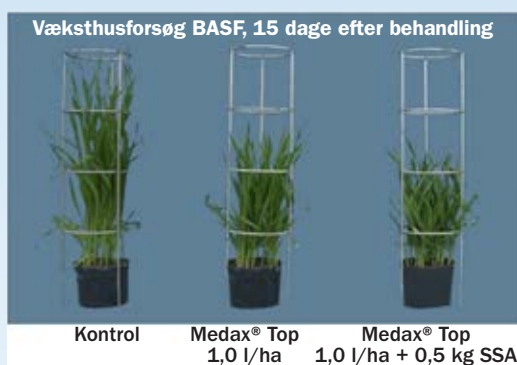 Væksthusforsøg BASF, 15 dage efter behandling
Kontrol
Medax® Top
1,0 l/ha
Medax® Top
1,0 l/ha + 0,5 kg SSA